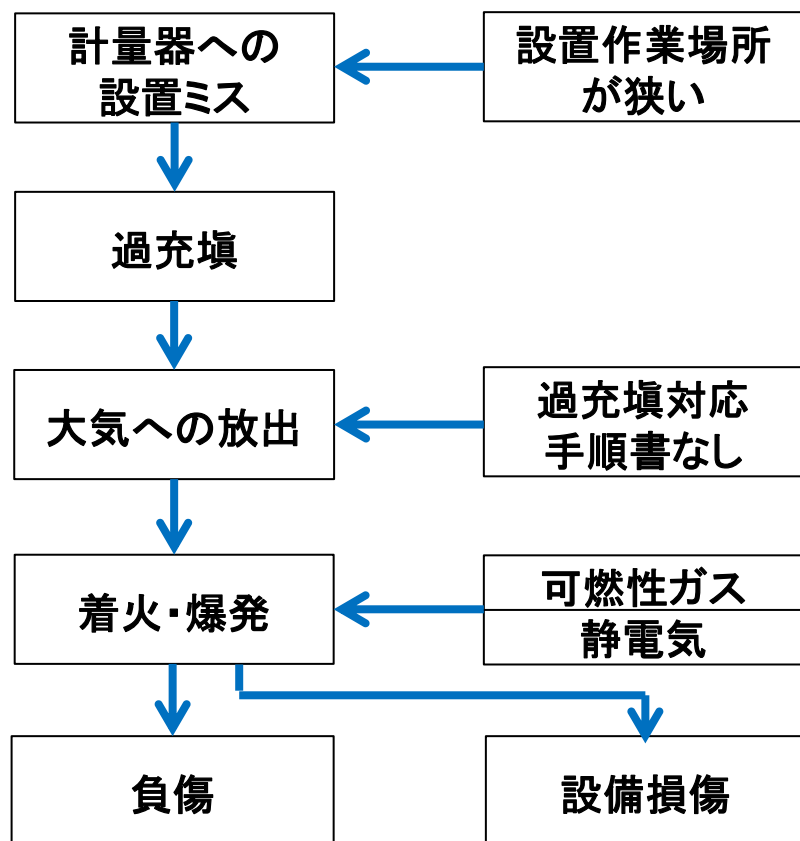 計量器への
設置ミス
設置作業場所
が狭い
過充塡
大気への放出
過充塡対応
手順書なし
着火・爆発
可燃性ガス
静電気
負傷
設備損傷